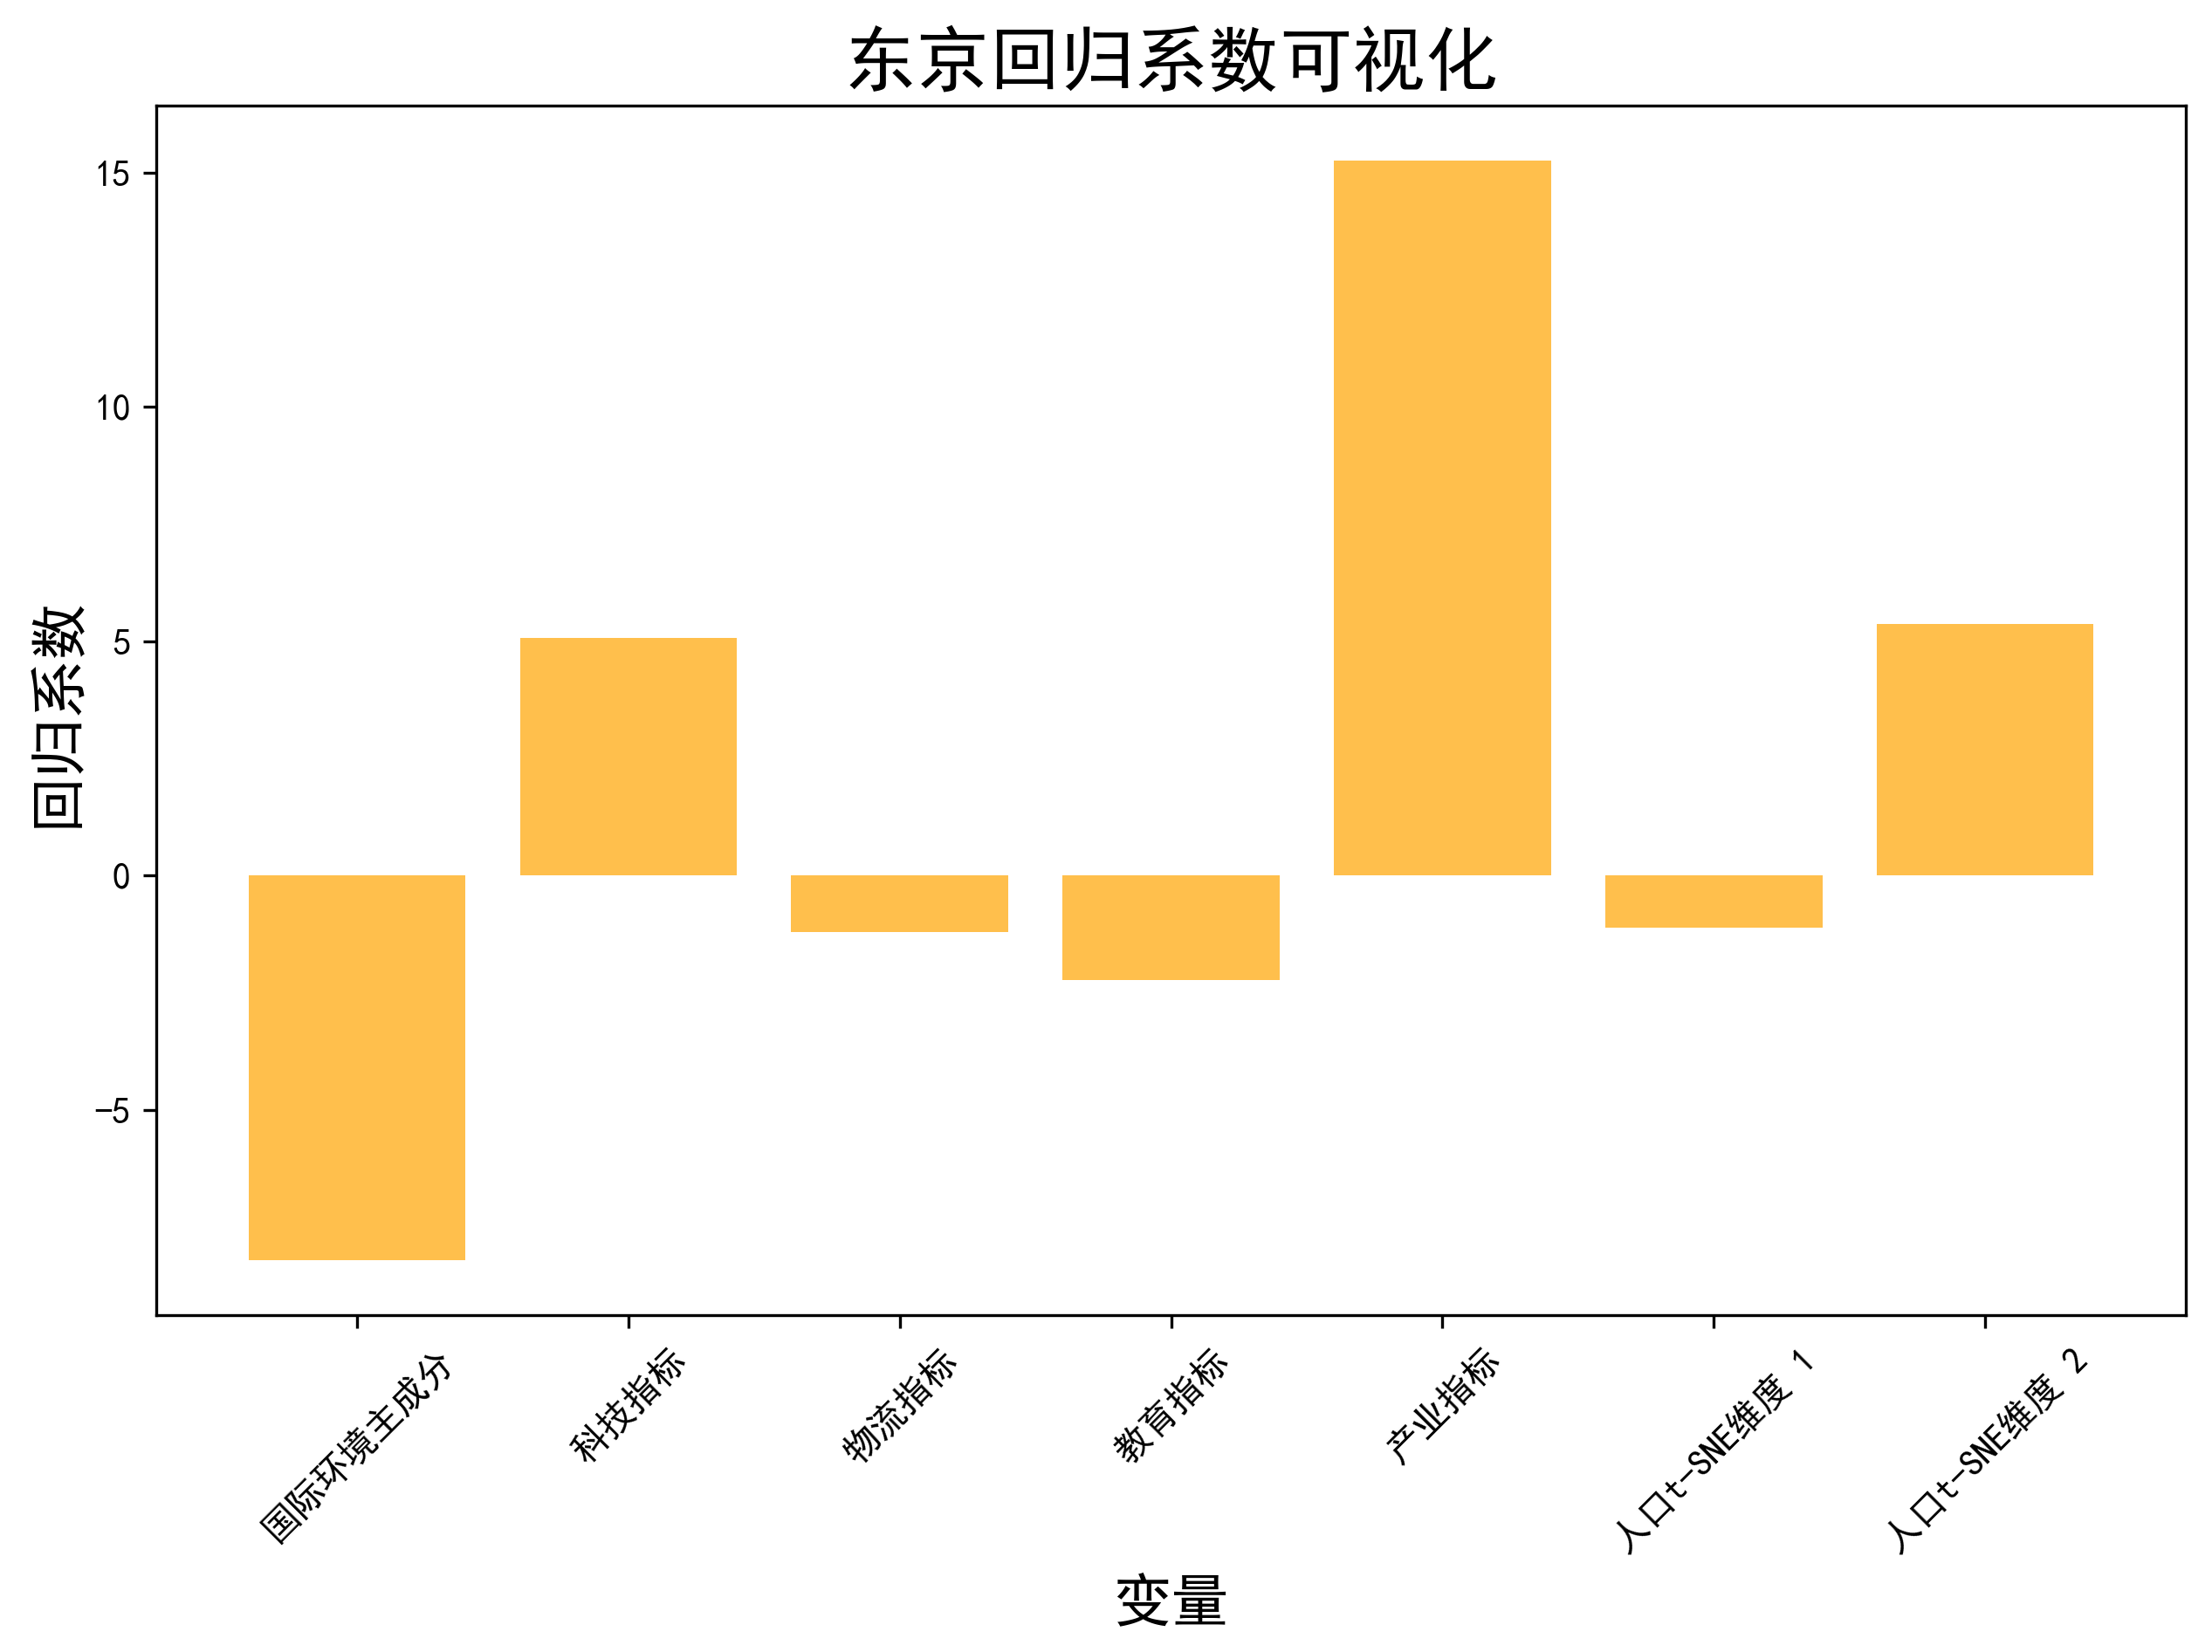 东京回归系数可视化
回归系数
15
10
5
0
−5
国际环境主成分
科技指标
物流指标
教育指标
产业指标
人口t-SNE维度 1
人口t-SNE维度 2
变量